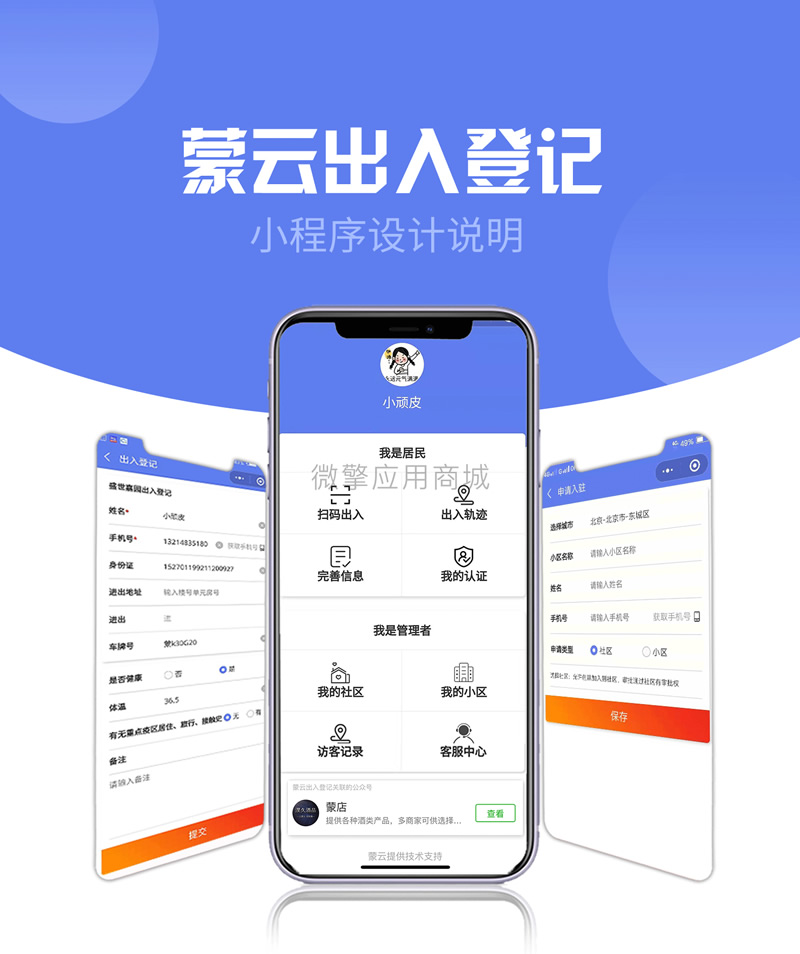 蒙云出入登记
小程序设计说明
小顽皮
我是居民
微擎应用商城
扫码出入
出入轨迹
完善信息
我的认证
我是管理者
我的社区
我的小区
访客记录
客服中心
蒙云出入登记关联的公众号
蒙店
提供各种酒类产品，多商家可供选择...
查看
蒙云提供技术支持
出入登记
盛世嘉园出入登记
姓名* 小顽皮
手机号* 13214835180 获取手机号
身份证 152701199211200927
进出地址 输入楼号单元房号
进出 进
车牌号 蒙k30G20
是否健康 否 是
体温 36.5
有无重点疫区居住、旅行、接触史 无 有
备注
请输入备注
提交
49%
申请入驻
选择城市 北京-北京市-东城区
小区名称 请输入小区名称
姓名 请输入姓名
手机号 请输入手机号 获取手机号
申请类型 社区 小区
保存